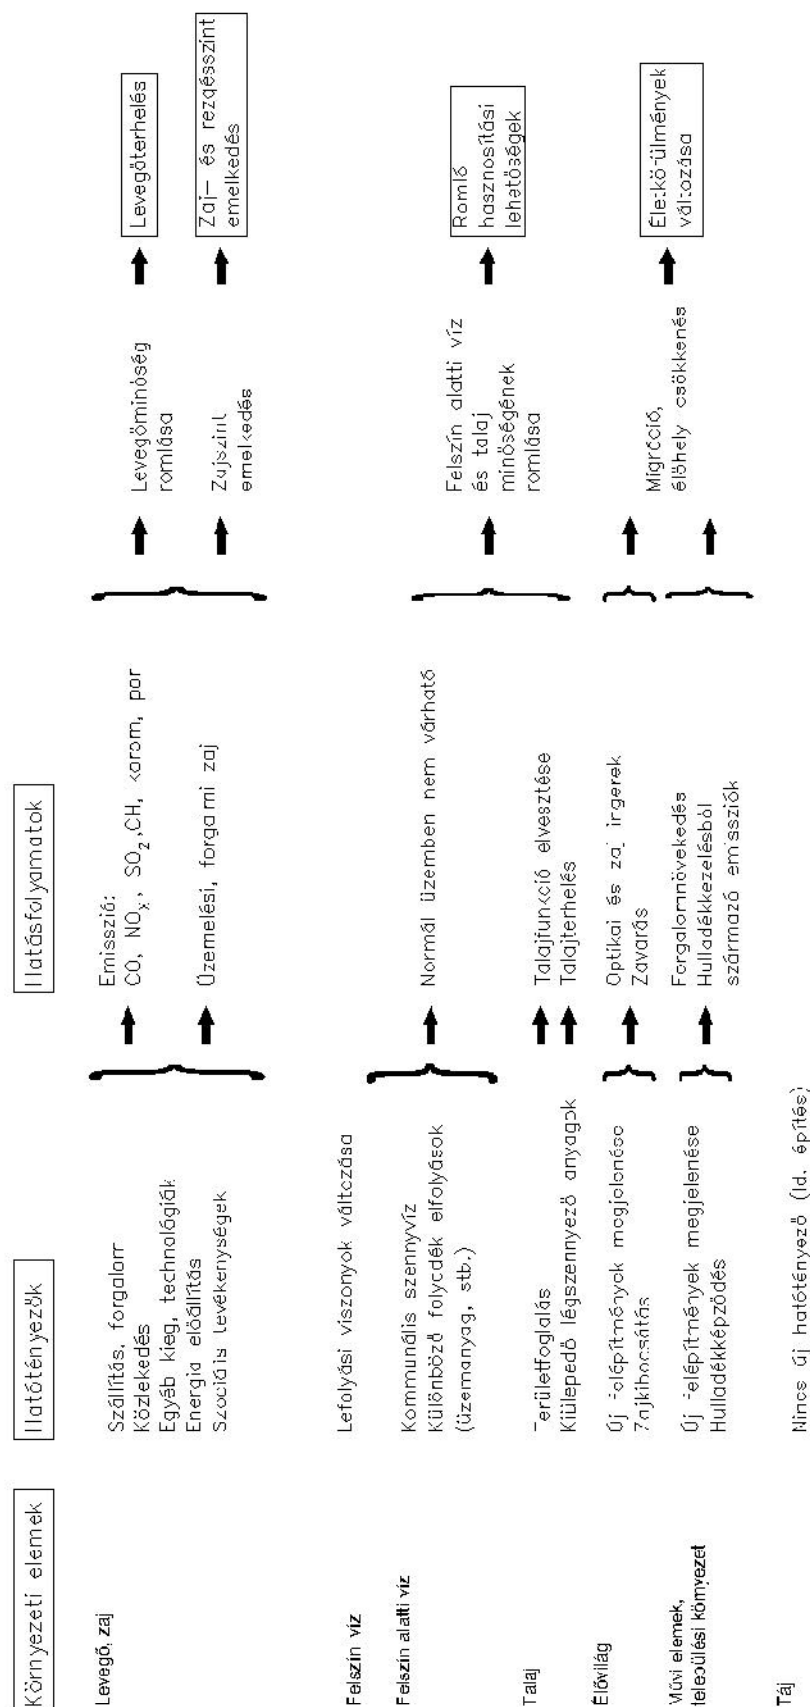 Környezeti elemek
Hatótényezők
Hatásfolyamatok
Levegő, zaj
Szállítás, forgalom
Közlekedés
Egyéb kieg, technológiák
Energia előállítás
Szociális tevékenységek
Emisszió:
CO, NOX, SO2,CH, korom, por
Üzemelési, forgalmi zaj
Levegőminőség
romlása
Zajszint
emelkedés
Levegőterhelés
Zaj- és rezgésszint
emelkedés
Felszín víz
Lefolyási viszonyok változása
Felszín alatti víz
Kommunális szennyvíz
Különböző folyadék elfolyások
(üzemanyag, stb.)
Normál üzemben nem várható
Felszín alatti víz
és talaj
minőségének
romlása
Romló
hasznosítási
lehetőségek
Talaj
Területfoglalás
Kiülepedő légszennyező anyagok
Talajfunkció elvesztése
Talajterhelés
Élővilág
Új felépítmények megjelenése
Zajkibocsátás
Optikai és zaj ingerek
Zavarás
Migráció,
élőhely csökkenés
Életkörülmények
változása
Művi elemek,
települési környezet
Új felépítmények megjelenése
Hulladékképződés
Forgalomnövekedés
Hulladékkezelésből
származó emissziók
Táj
Nincs új hatótényező (ld. építés)